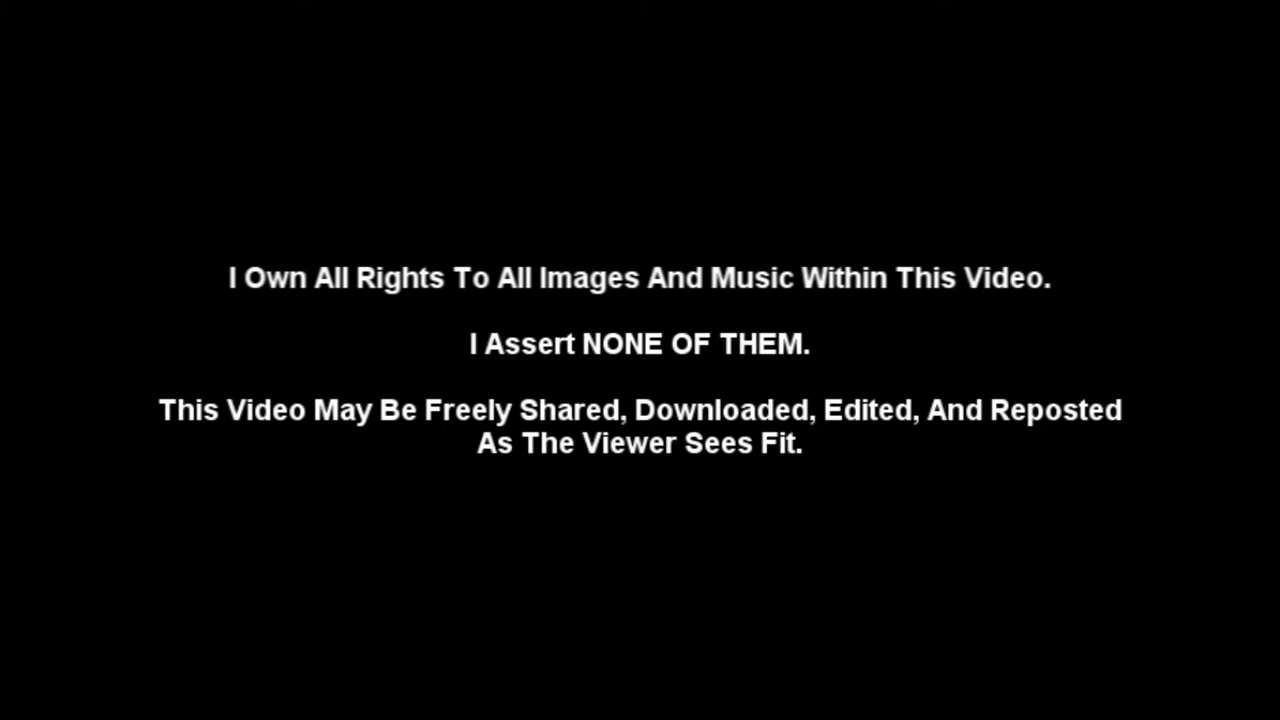 I Own All Rights To All Images And Music Within This Video.
I Assert NONE OF THEM.
This Video May Be Freely Shared, Downloaded, Edited, And Reposted
As The Viewer Sees Fit.